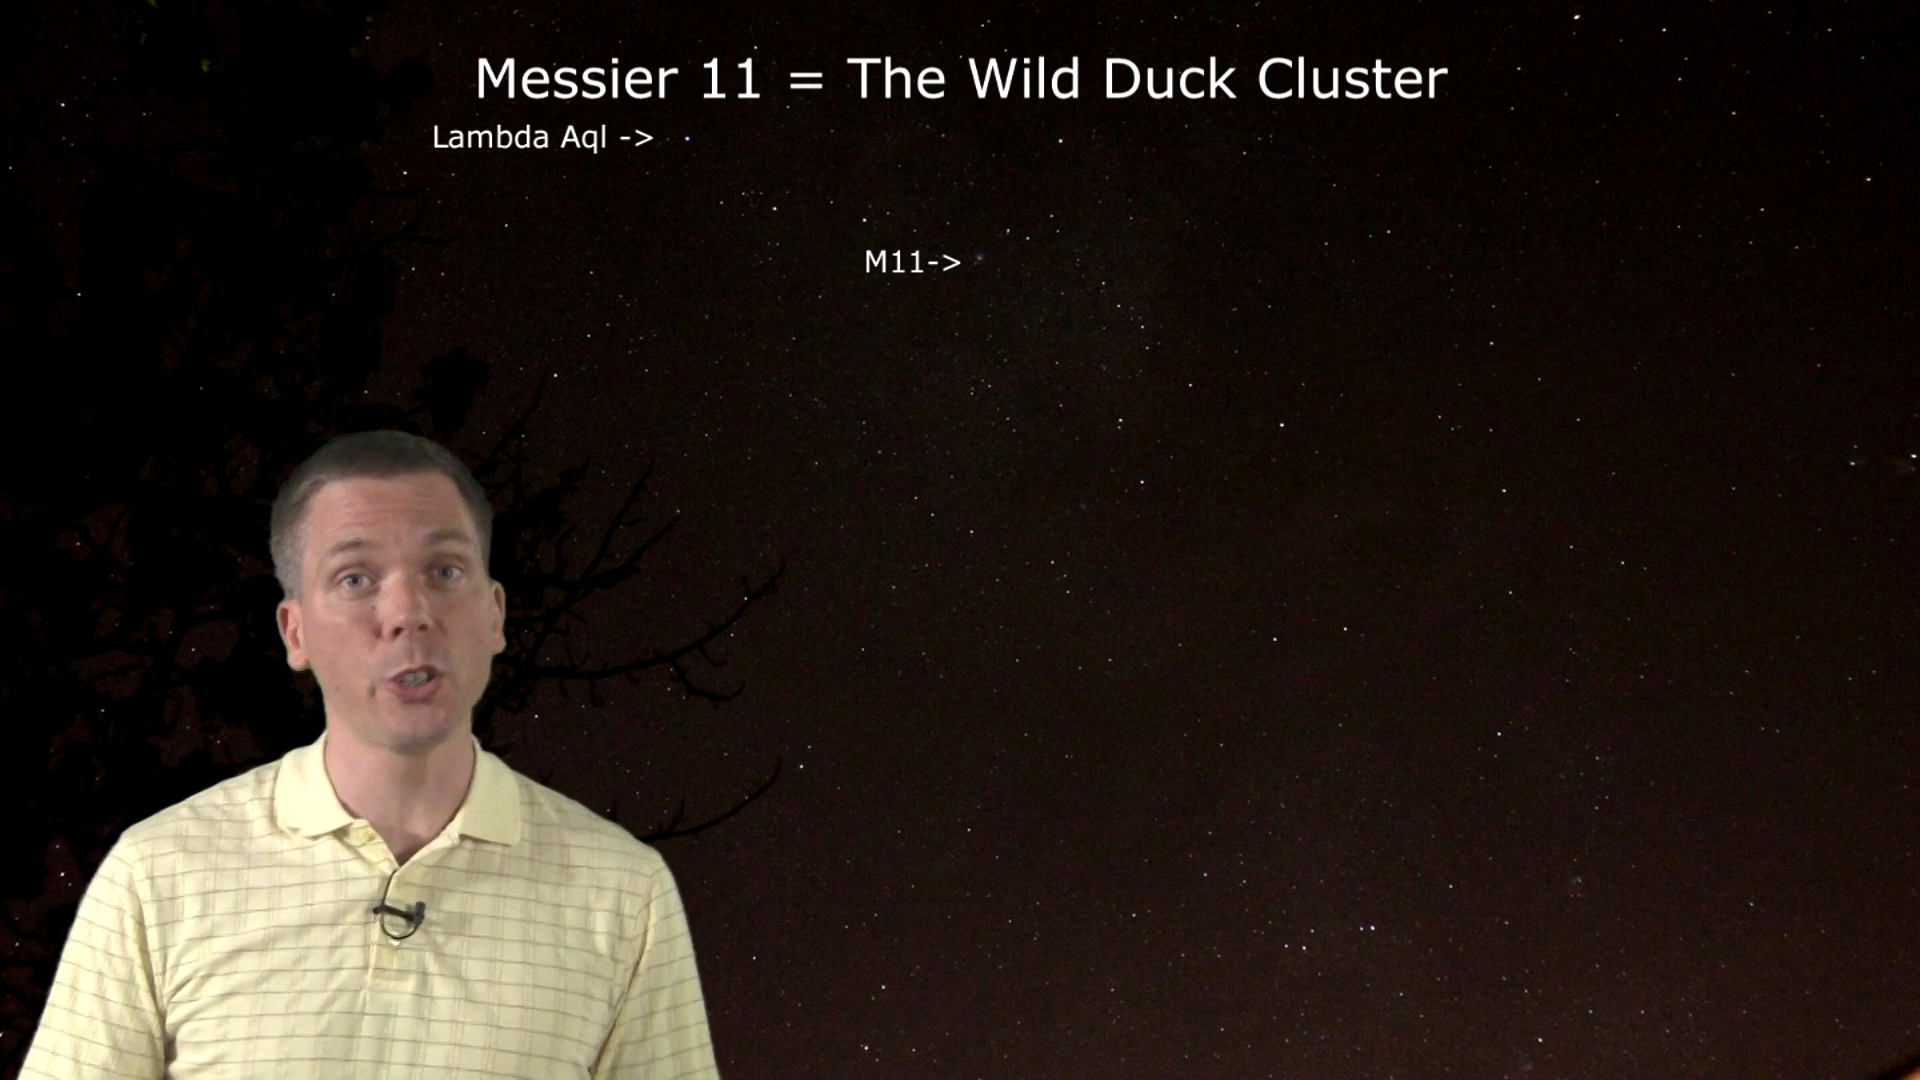 Messier 11 = The Wild Duck Cluster
Lambda Aql ->
M11->